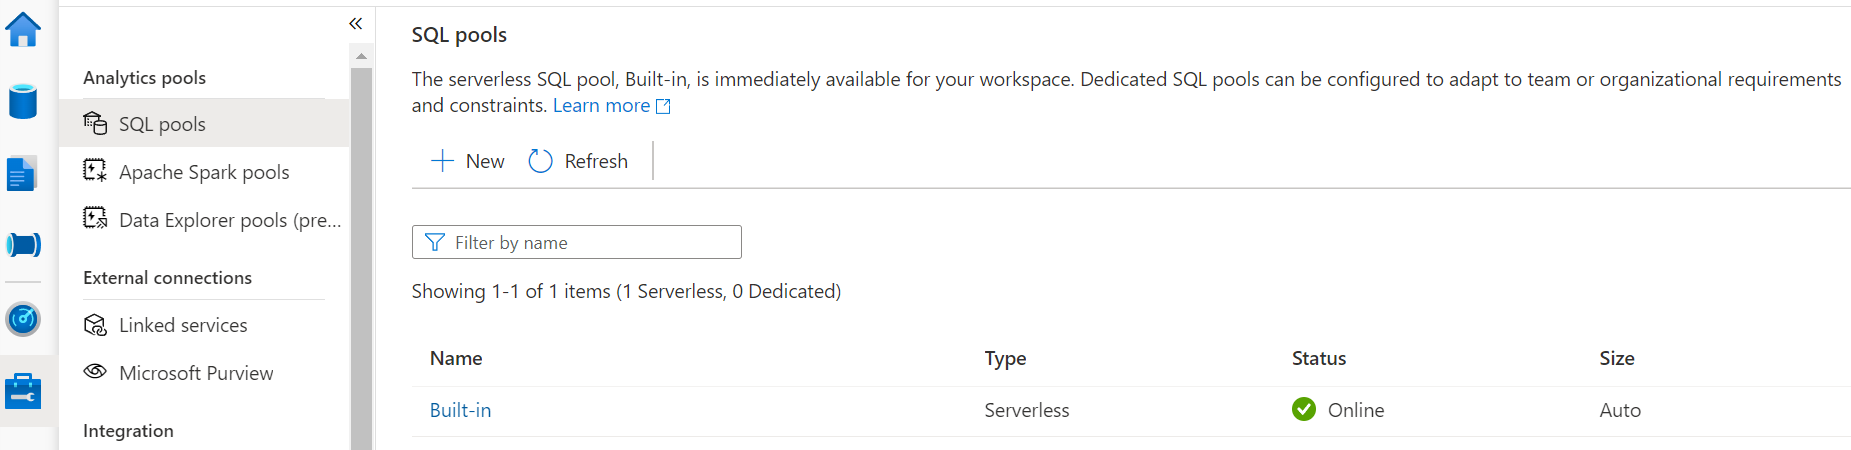 Analytics pools
SQL pools
Apache Spark pools
Data Explorer pools (pre...
External connections
Linked services
Microsoft Purview
Integration
SQL pools
The serverless SQL pool, Built-in, is immediately available for your workspace. Dedicated SQL pools can be configured to adapt to team or organizational requirements
and constraints. Learn more
New Refresh
Filter by name
Showing 1-1 of 1 items (1 Serverless, 0 Dedicated)
Name Type Status Size
Built-in Serverless Online Auto